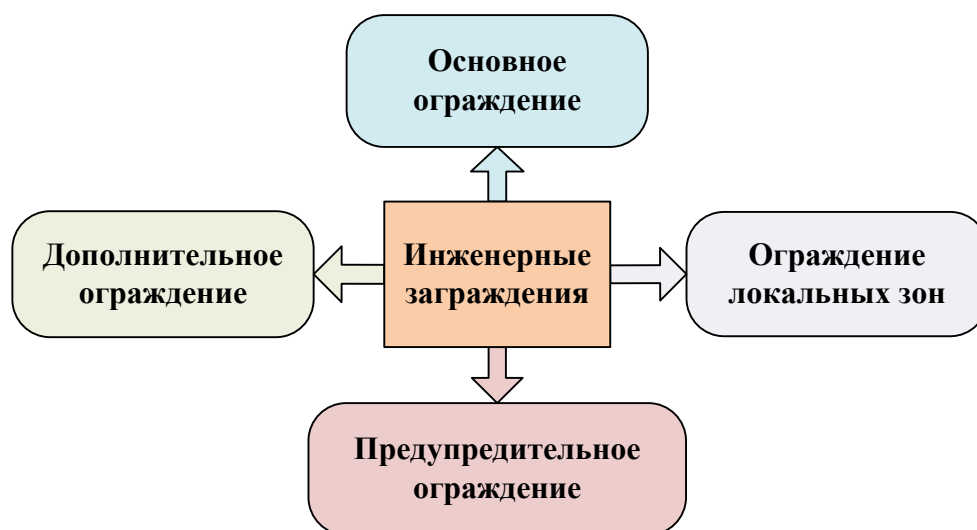 Основное
ограждение
Дополнительное
ограждение
Инженерные
заграждения
Ограждение
локальных зон
Предупредительное
ограждение